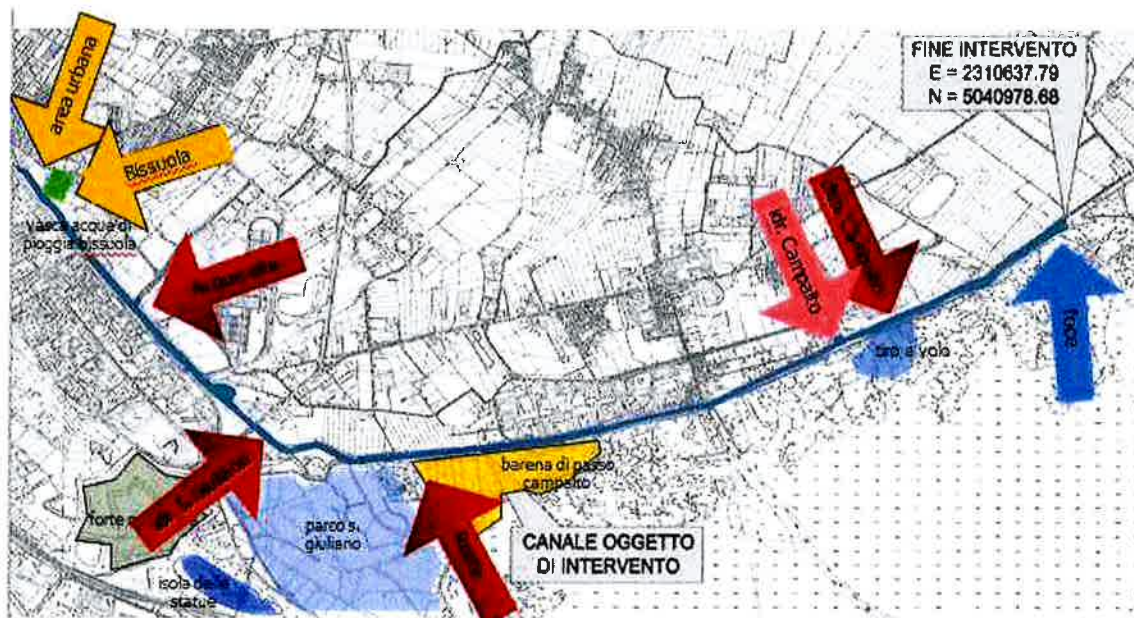 FINE INTERVENTO
E = 2310637.79
N = 5040978.68
area urbana
Bissuola
vasca acqua di
pioggia bissuola
idr. Campalto
tiro a volo
foce
barena di passo
campalto
forte
parco s.
giuliano
CANALE OGGETTO
DI INTERVENTO
isola delle
statue